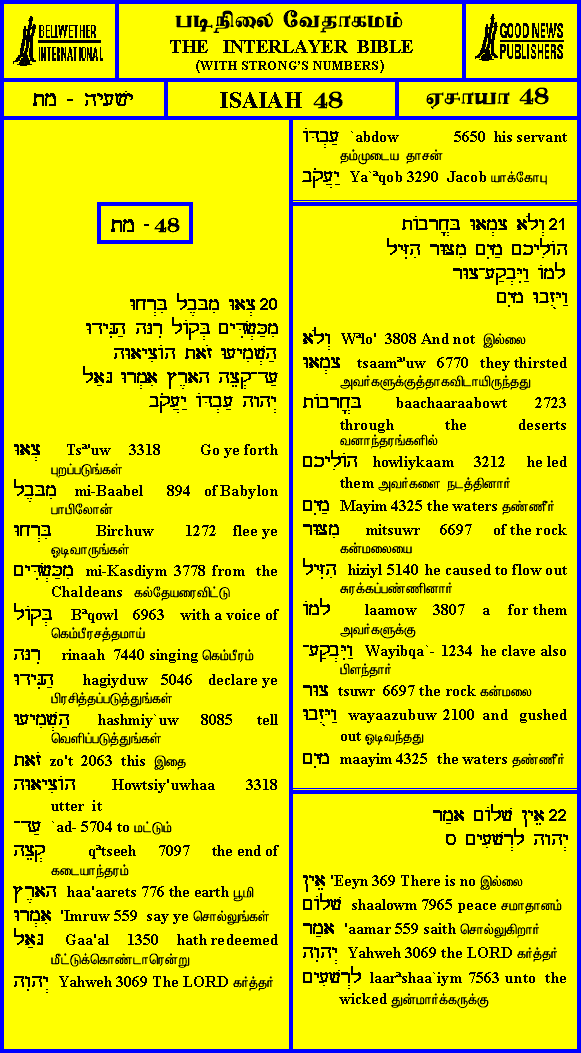 BELLWETHER
INTERNATIONAL
படிநிலை வேதாகமம்
THE INTERLAYER BIBLE
(WITH STRONG'S NUMBERS)
GOOD NEWS
PUBLISHERS
ישעיה - מח
ISAIAH 48
ஏசாயா 48
מח - 48
20 צְאוּ מִבָּבֶל בִּרְחוּ
מִכַּשְׂדִּים בְּקוֹל רִנָּה הַגִּידוּ
הַשְׁמִיעוּ זֹאת הוֹצִיאוּהָ
עַד־קְצֵה הָאָרֶץ אִמְרוּ גָּאַל
יְהוָה עַבְדּוֹ יַעֲקֹב
צְאוּ Tsª'uw 3318 Go ye forth
புறப்படுங்கள்
מִבָּבֶל mi-Baabel 894 of Babylon
பாபிலோன்
בִּרְחוּ Birchuw 1272 flee ye
ஓடிவாருங்கள்
מִכַּשְׂדִּים mi-Kasdiym 3778 from the
Chaldeans கல்தேயரைவிட்டு
בְּקוֹל Bªqowl 6963 with a voice of
கெம்பீரசத்தமாய்
רִנָּה rinaah 7440 singing கெம்பீரம்
הַגִּידוּ hagiyduw 5046 declare ye
பிரசித்தப்படுத்துங்கள்
הַשְׁמִיעוּ hashmiy`uw 8085 tell
வெளிப்படுத்துங்கள்
זֹאת zo't 2063 this இதை
הוֹצִיאוּהָ Howtsiy'uwhaa 3318
utter it
עַד־ `ad- 5704 to மட்டும்
קְצֵה qªtseeh 7097 the end of
கடையாந்தரம்
הָאָרֶץ haa'aarets 776 the earth பூமி
אִמְרוּ 'Imruw 559 say ye சொல்லுங்கள்
גָּאַל Gaa'al 1350 hath redeemed
மீட்டுக்கொண்டாரென்று
יְהוָה Yahweh 3069 The LORD கர்த்தர்
עַבְדּוֹ `abdow 5650 his servant
தம்முடைய தாசன்
יַעֲקֹב Ya`ªqob 3290 Jacob யாக்கோபு
21 וְלֹא צָמְאוּ בָּחֳרָבוֹת
הוֹלִיכָם מַיִם מִצּוּר הִזִּיל
לָמוֹ וַיִּבְקַע־צוּר
וַיָּזֻבוּ מָיִם
וְלֹא Wªlo' 3808 And not இல்லை
צָמְאוּ tsaamª'uw 6770 they thirsted
அவர்களுக்குத்தாகவிடாயிருந்தது
בָּחֳרָבוֹת baachaaraabowt 2723
through the deserts
வனாந்தரங்களில்
הוֹלִיכָם howliykaam 3212 he led
them அவர்களை நடத்தினார்
מַיִם Mayim 4325 the waters தண்ணீர்
מִצּוּר mitsuwr 6697 of the rock
கன்மலையை
הִזִּיל hiziyl 5140 he caused to flow out
சுரக்கப்பண்ணினார்
לָמוֹ laamow 3807 a for them
அவர்களுக்கு
וַיִּבְקַע־ Wayibqa`- 1234 he clave also
பிளந்தார்
צוּר tsuwr 6697 the rock கன்மலை
וַיָּזֻבוּ wayaazubuw 2100 and gushed
out ஓடிவந்தது
מָיִם maayim 4325 the waters தண்ணீர்
22 אֵין שָׁלוֹם אָמַר
יְהוָה לָרְשָׁעִים ס
אֵין 'Eeyn 369 There is no இல்லை
שָׁלוֹם shaalowm 7965 peace சமாதானம்
אָמַר 'aamar 559 saith சொல்லுகிறார்
יְהוָה Yahweh 3069 the LORD கர்த்தர்
לָרְשָׁעִים laarªshaa`iym 7563 unto the
wicked துன்மார்க்கருக்கு